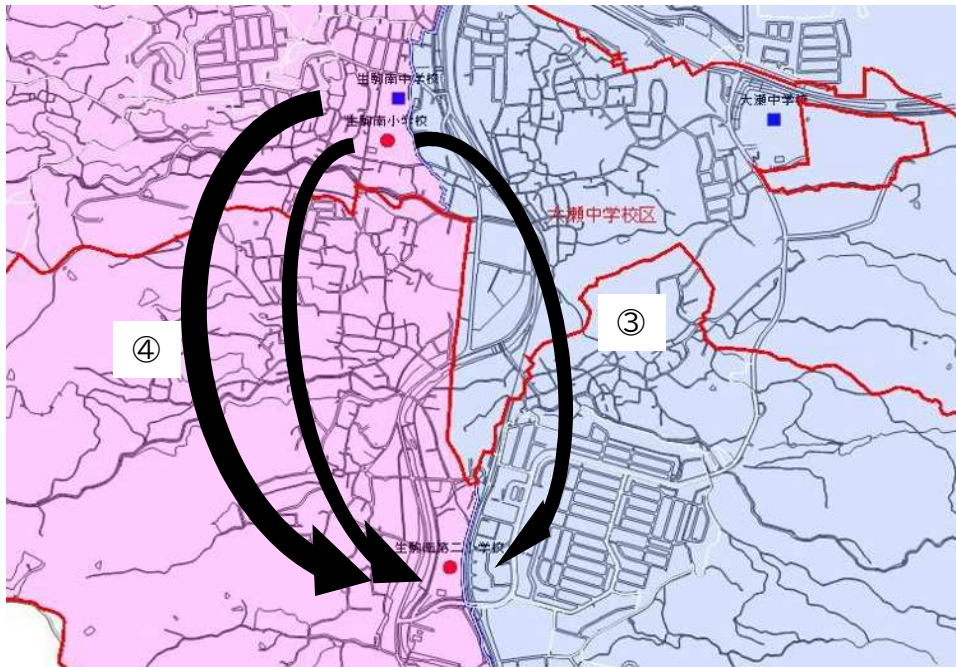 生駒南中学校
大瀬中学校
生駒南小学校
大瀬中学校区
③
④
生駒南第二小学校